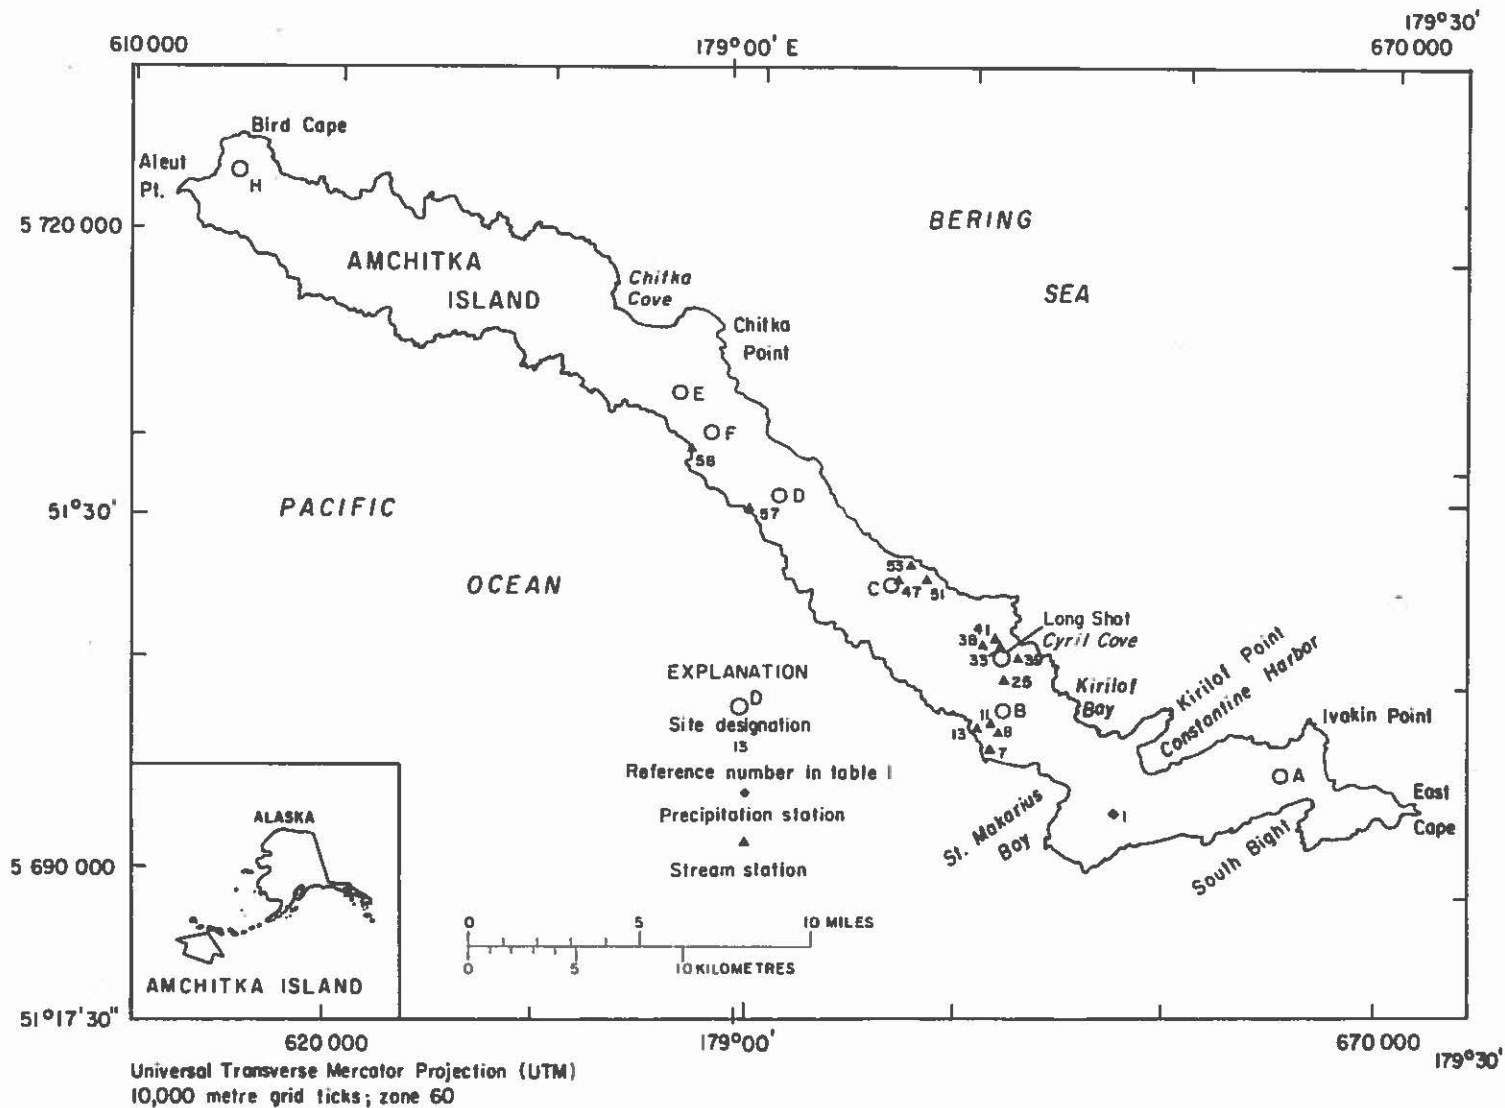 179°30'
610 000
179°00' E
670 000
Bird Cape
Aleut
Pt.
H
5 720 000
BERING
SEA
AMCHITKA
ISLAND
Chitka
Cove
Chitka
Point
E
F
58
D
51°30'
PACIFIC
57
OCEAN
53
C
47
51
41
Long Shot
38
Cyril Cove
33
39
25
Kirilof
Bay
Kirilof Point
Constantine Harbor
Ivakin Point
11
B
13
8
7
A
East
Cape
1
St. Makarius
Bay
South Bight
EXPLANATION
D
Site designation
13
Reference number in table 1
Precipitation station
Stream station
5 690 000
ALASKA
AMCHITKA ISLAND
0 5 10 MILES
0 5 10 KILOMETRES
51°17'30"
620 000
179°00'
670 000
179°30'
Universal Transverse Mercator Projection (UTM)
10,000 metre grid ticks; zone 60